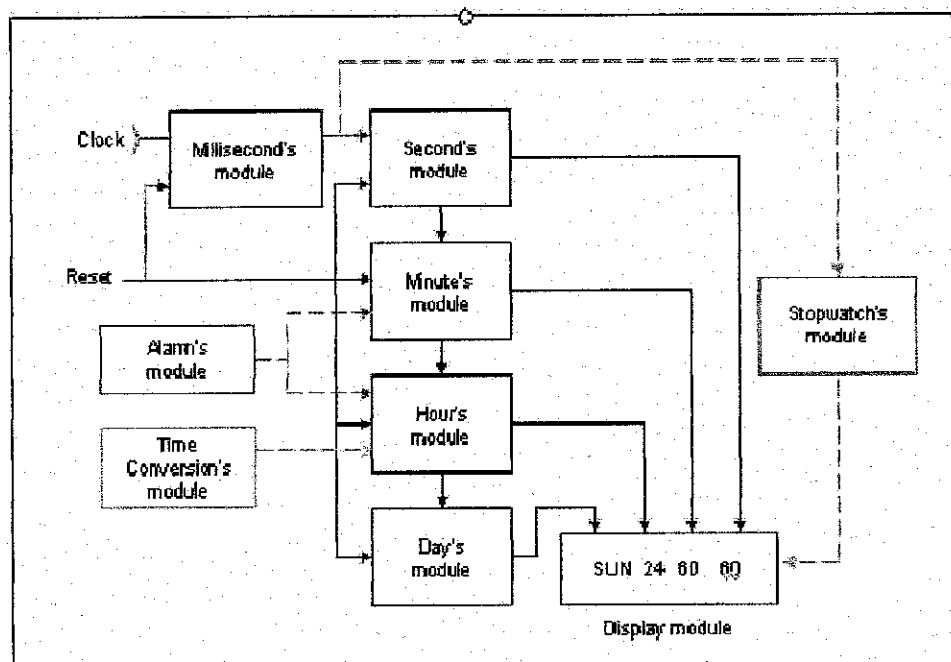 Clock
Millisecond's
module
Second's
module
Reset
Minute's
module
Stopwatch's
module
Alarm's
module
Hour's
module
Time
Conversion's
module
Day's
module
SUN 24 60 60
Display module